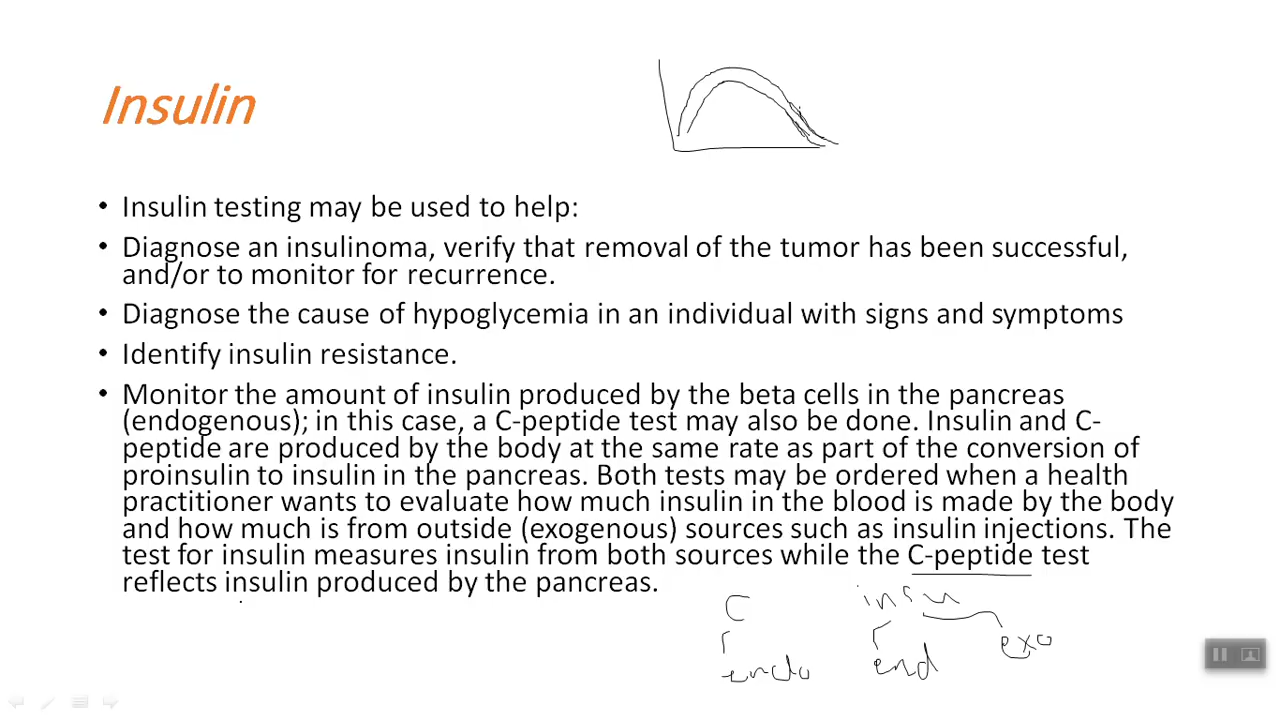 Insulin
• Insulin testing may be used to help:
• Diagnose an insulinoma, verify that removal of the tumor has been successful,
and/or to monitor for recurrence.
• Diagnose the cause of hypoglycemia in an individual with signs and symptoms
• Identify insulin resistance.
• Monitor the amount of insulin produced by the beta cells in the pancreas
(endogenous); in this case, a C-peptide test may also be done. Insulin and C-
peptide are produced by the body at the same rate as part of the conversion of
proinsulin to insulin in the pancreas. Both tests may be ordered when a health
practitioner wants to evaluate how much insulin in the blood is made by the body
and how much is from outside (exogenous) sources such as insulin injections. The
test for insulin measures insulin from both sources while the C-peptide test
reflects insulin produced by the pancreas.
C insu
endo end exo